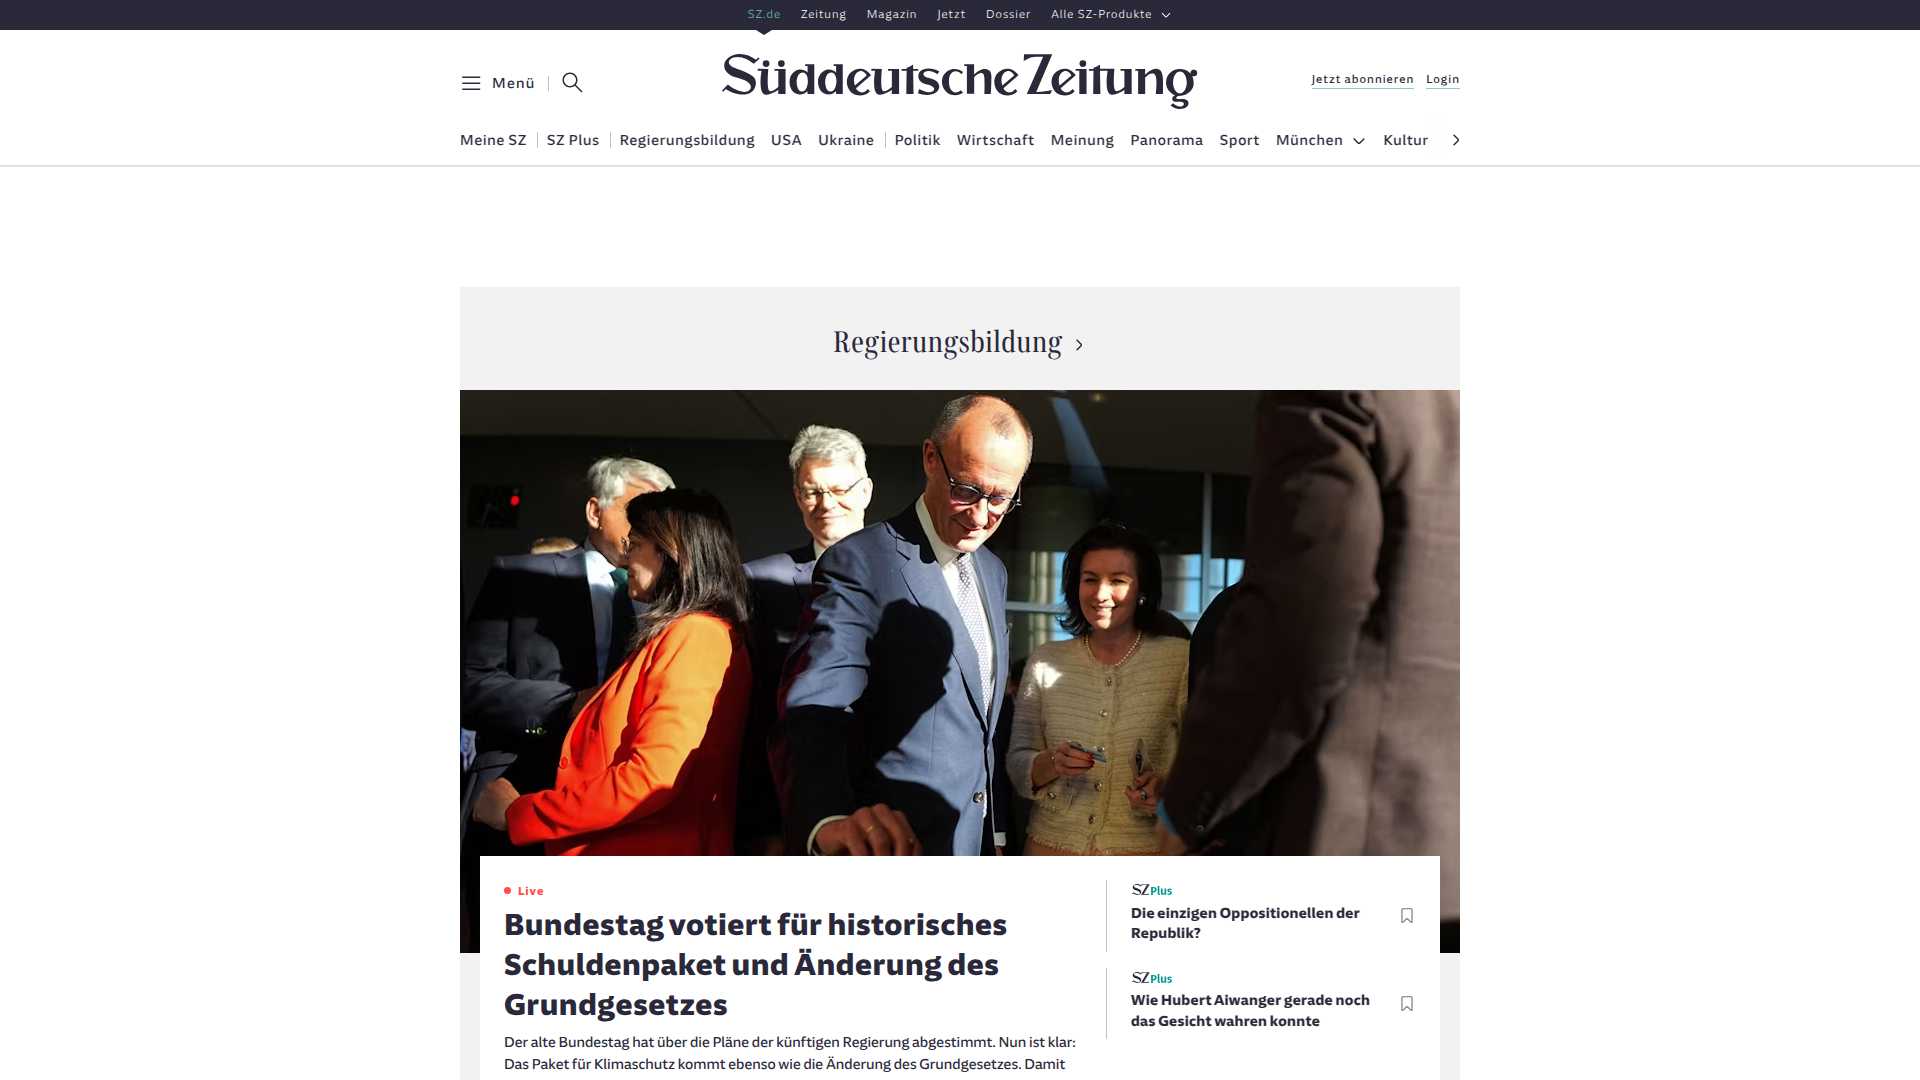 SZ.de Zeitung Magazin Jetzt Dossier Alle SZ-Produkte
Menü
Süddeutsche Zeitung
Jetzt abonnieren Login
Meine SZ SZ Plus Regierungsbildung USA Ukraine Politik Wirtschaft Meinung Panorama Sport München Kultur
Regierungsbildung
Live
Bundestag votiert für historisches
Schuldenpaket und Änderung des
Grundgesetzes
Der alte Bundestag hat über die Pläne der künftigen Regierung abgestimmt. Nun ist klar:
Das Paket für Klimaschutz kommt ebenso wie die Änderung des Grundgesetzes. Damit
SZ Plus
Die einzigen Oppositionellen der
Republik?
SZ Plus
Wie Hubert Aiwanger gerade noch
das Gesicht wahren konnte